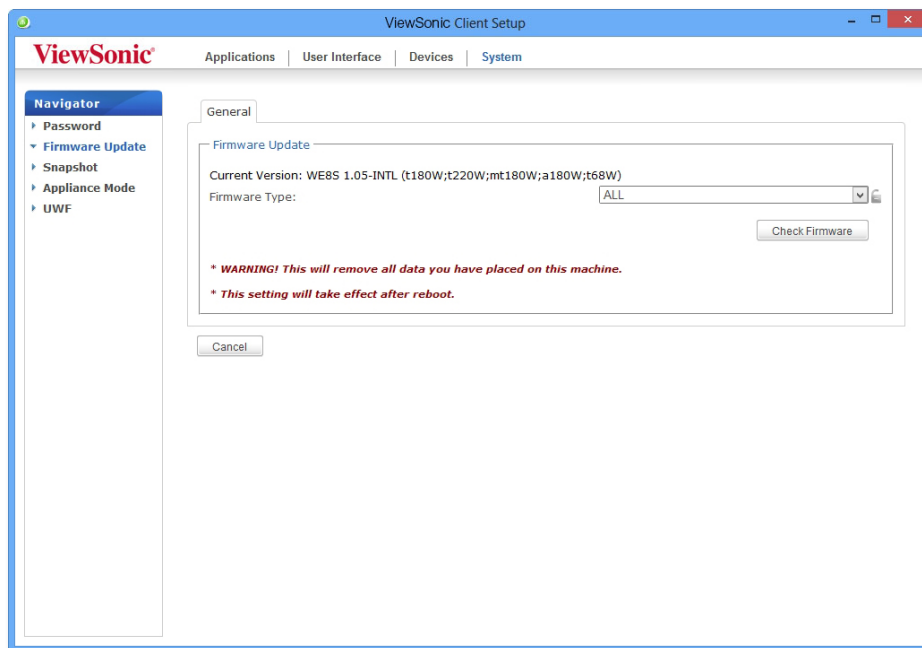 ViewSonic Client Setup
ViewSonic®
Applications | User Interface | Devices | System
Navigator
Password
Firmware Update
Snapshot
Appliance Mode
UWF
General
Firmware Update
Current Version: WE8S 1.05-INTL (t180W;t220W;mt180W;a180W;t68W)
Firmware Type: ALL
Check Firmware
* WARNING! This will remove all data you have placed on this machine.
* This setting will take effect after reboot.
Cancel